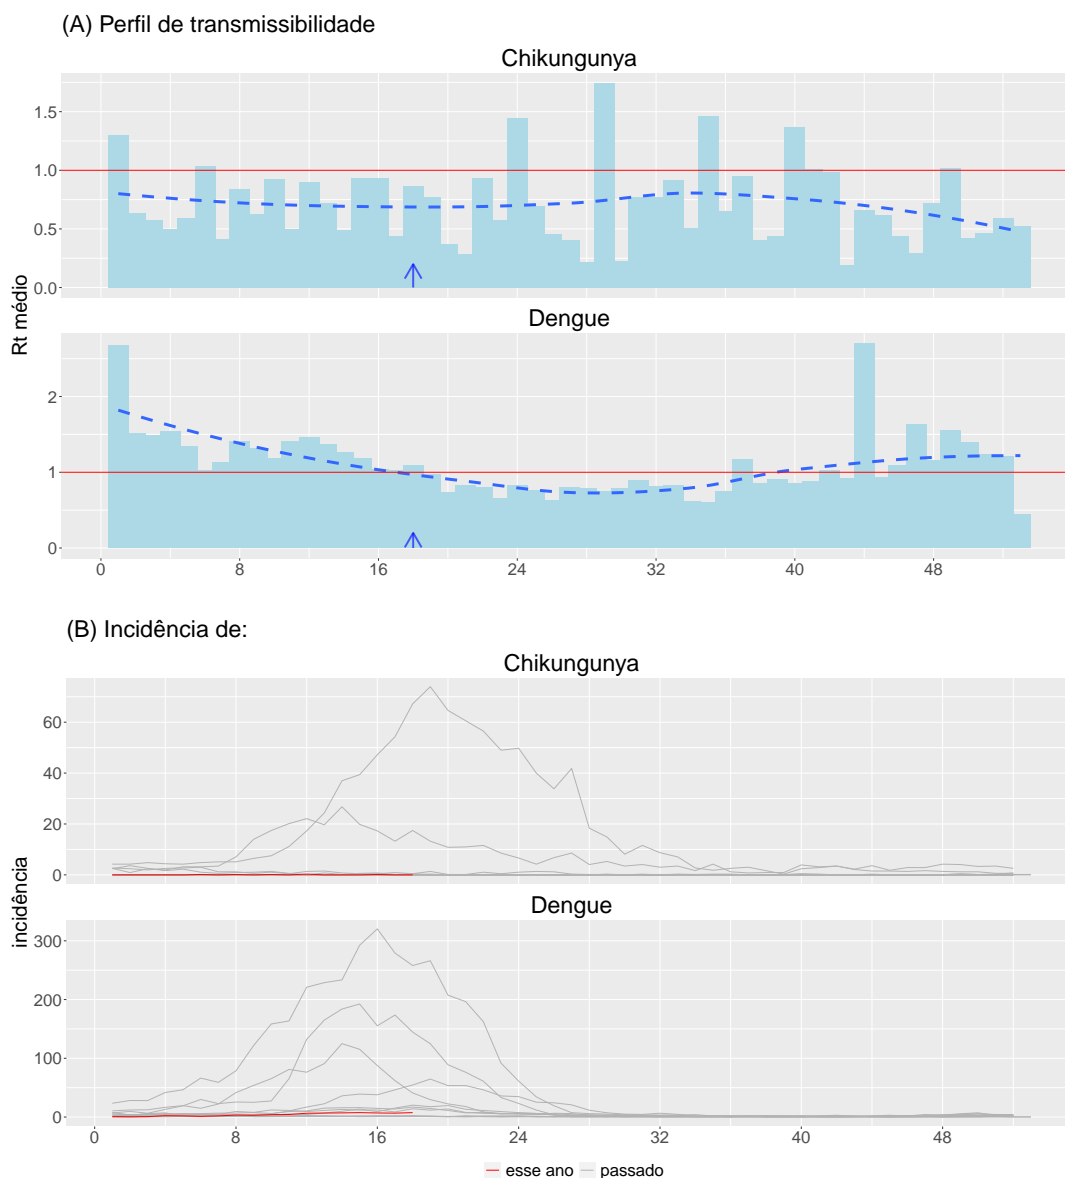 (A) Perfil de transmissibilidade
Chikungunya
1.5
1.0
0.5
0.0
Rt médio
Dengue
2
1
0
0 8 16 24 32 40 48
(B) Incidência de:
Chikungunya
60
40
20
0
incidência
Dengue
300
200
100
0
0 8 16 24 32 40 48
esse ano passado